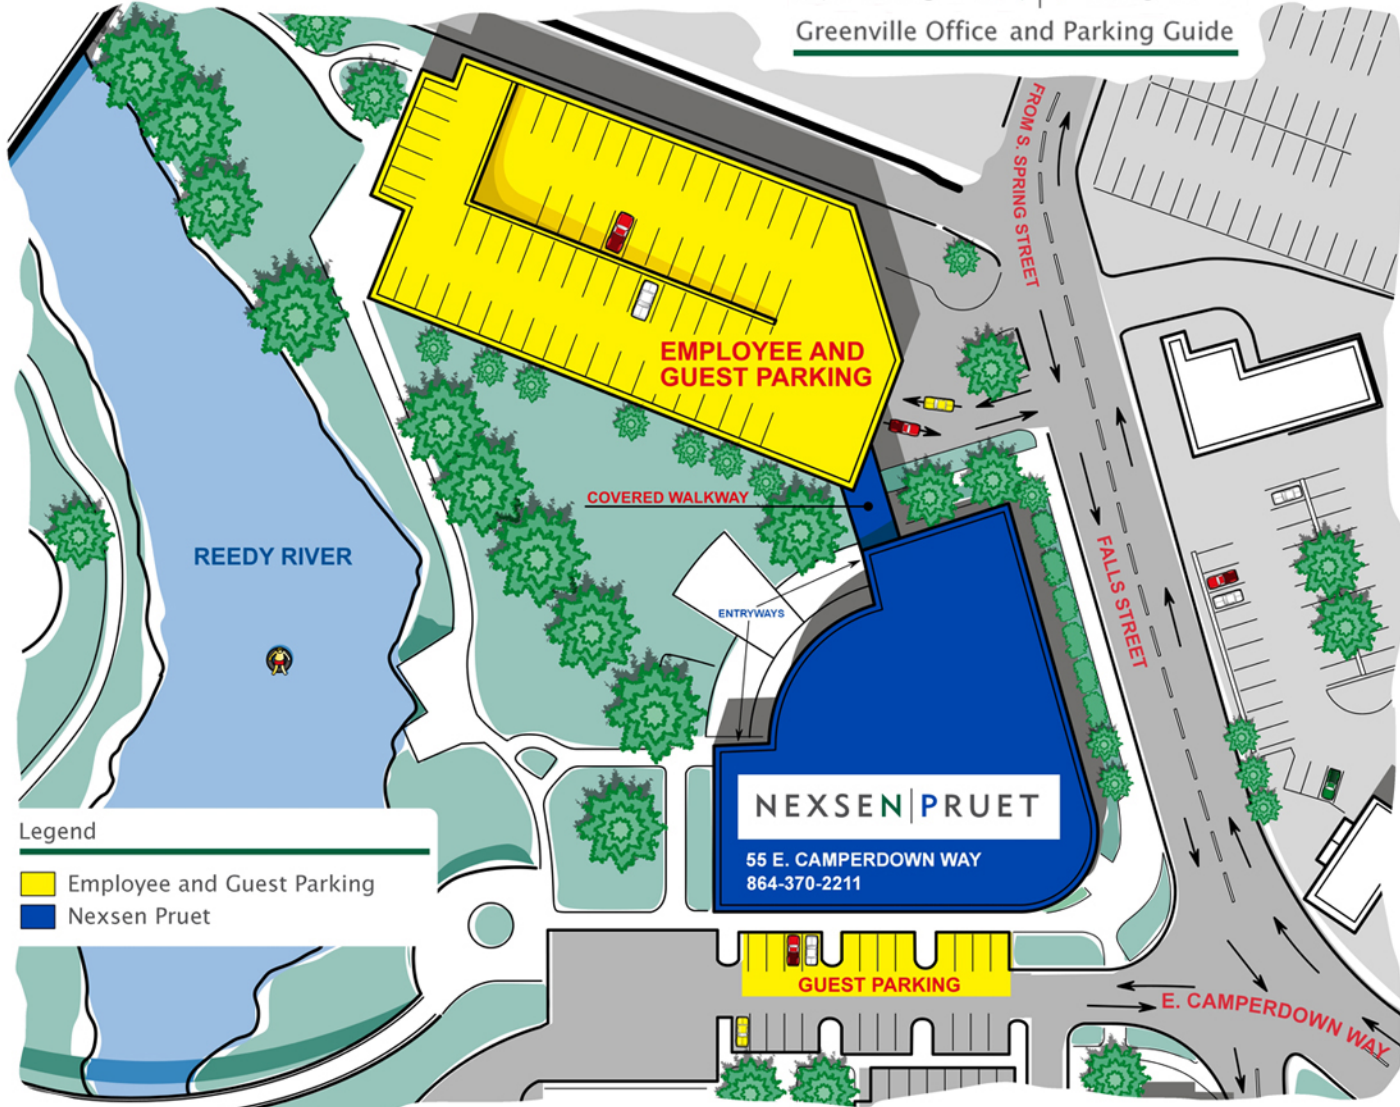 Greenville Office and Parking Guide
FROM S. SPRING STREET
EMPLOYEE AND
GUEST PARKING
COVERED WALKWAY
REEDY RIVER
ENTRYWAYS
FALLS STREET
NEXSEN|PRUET
55 E. CAMPERDOWN WAY
864-370-2211
Legend
Employee and Guest Parking
Nexsen Pruet
GUEST PARKING
E. CAMPERDOWN WAY